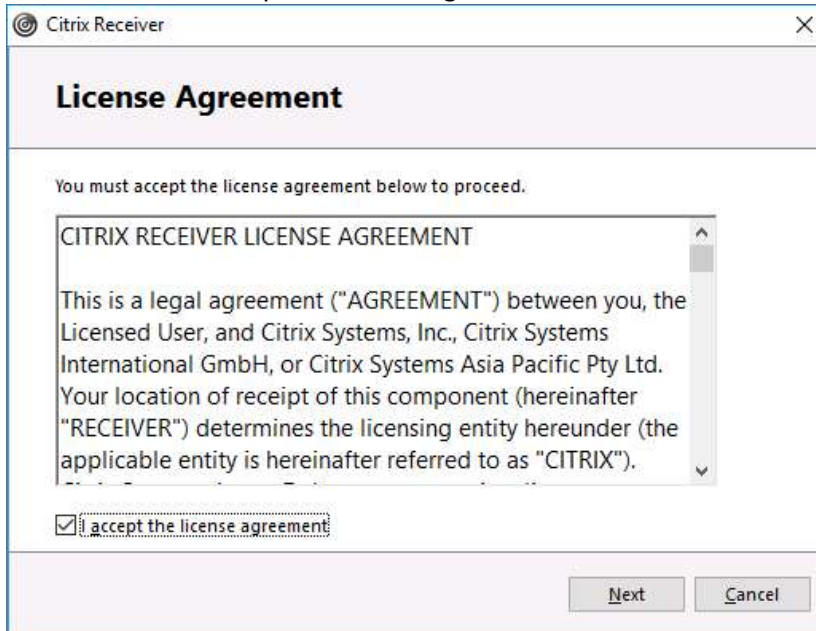 Citrix Receiver
License Agreement
You must accept the license agreement below to proceed.
CITRIX RECEIVER LICENSE AGREEMENT
This is a legal agreement ("AGREEMENT") between you, the
Licensed User, and Citrix Systems, Inc., Citrix Systems
International GmbH, or Citrix Systems Asia Pacific Pty Ltd.
Your location of receipt of this component (hereinafter
"RECEIVER") determines the licensing entity hereunder (the
applicable entity is hereinafter referred to as "CITRIX").
I accept the license agreement
Next
Cancel